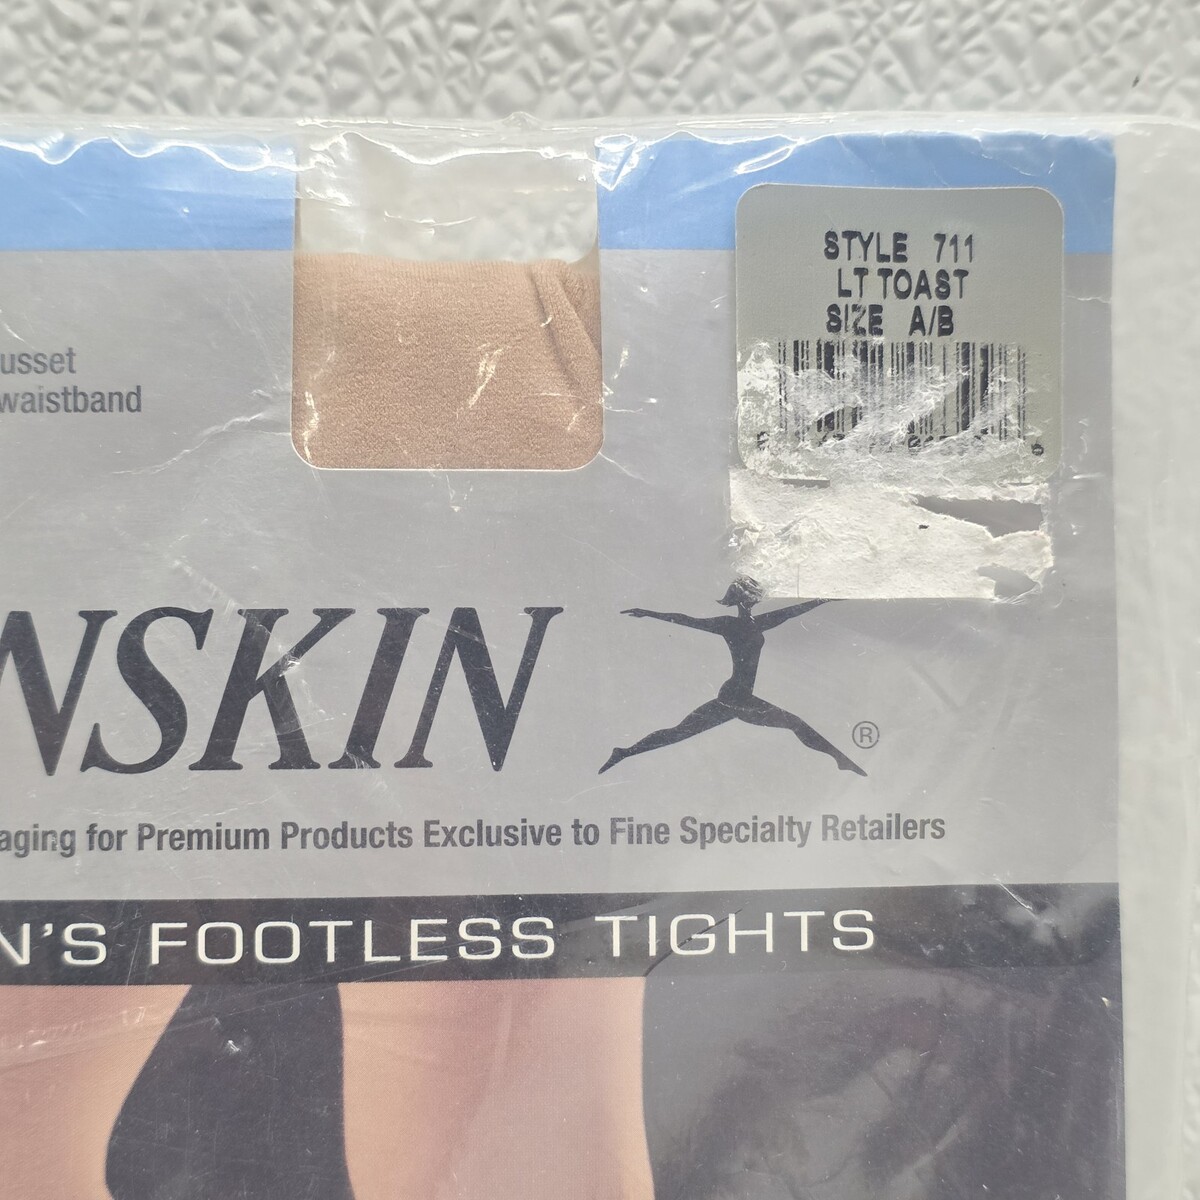 STYLE 711
LT TOAST
SIZE A/B
usset
waistband
NSKIN
®
aging for Premium Products Exclusive to Fine Specialty Retailers
N'S FOOTLESS TIGHTS